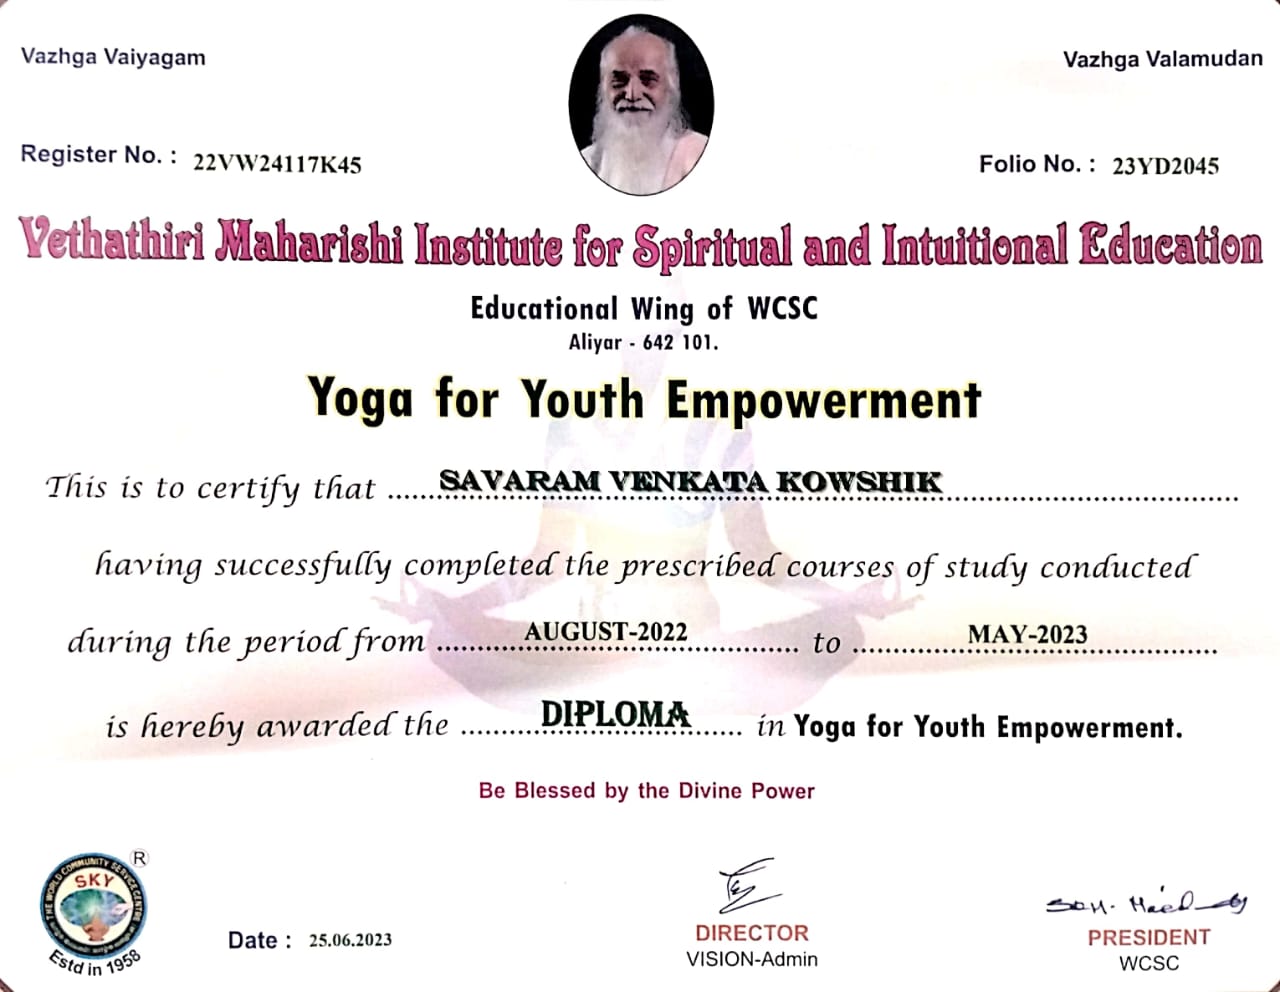 Vazhga Vaiyagam
Vazhga Valamudan
Register No. : 22VW24117K45
Folio No. : 23YD2045
Vethathiri Maharishi Institute for Spiritual and Intuitional Education
Educational Wing of WCSC
Aliyar - 642 101.
Yoga for Youth Empowerment
This is to certify that SAVARAM VENKATA KOWSHIK
having successfully completed the prescribed courses of study conducted
during the period from AUGUST-2022 to MAY-2023
is hereby awarded the DIPLOMA in Yoga for Youth Empowerment.
Be Blessed by the Divine Power
R
THE WORLD COMMUNITY SERVICE CENTRE
SKY
Estd in 1958
Date : 25.06.2023
DIRECTOR
VISION-Admin
PRESIDENT
WCSC